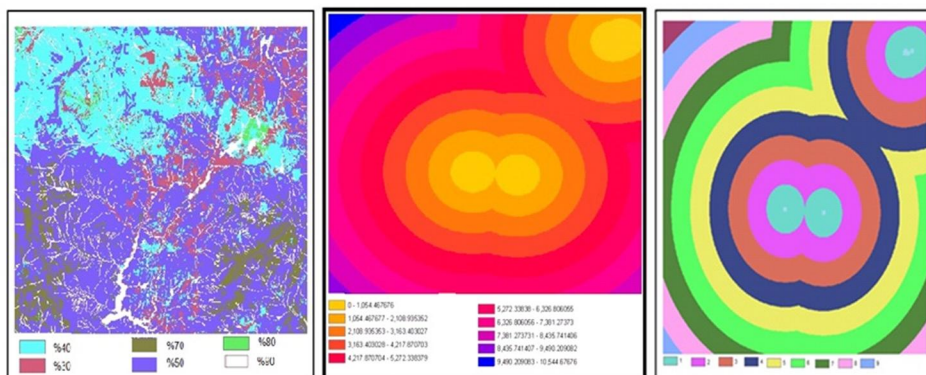 %40 %70 %80
%30 %50 %90
0 - 1,054.467676
1,054.467677 - 2,108.935352
2,108.935353 - 3,163.403027
3,163.403028 - 4,217.870703
4,217.870704 - 5,272.338379
5,272.33838 - 6,326.806055
6,326.806056 - 7,381.27373
7,381.273731 - 8,435.741406
8,435.741407 - 9,490.209082
9,490.209083 - 10,544.67676
1 2 3 4 5 6 7 8 9